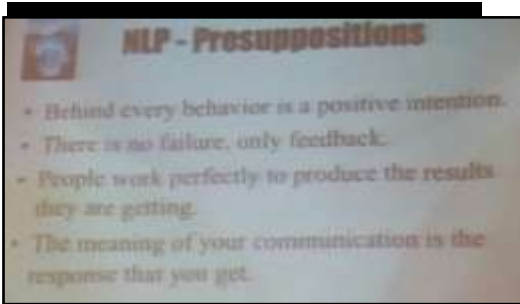 NLP - Presuppositions
• Behind every behavior is a positive intention.
• There is no failure, only feedback.
• People work perfectly to produce the results
they are getting.
• The meaning of your communication is the
response that you get.